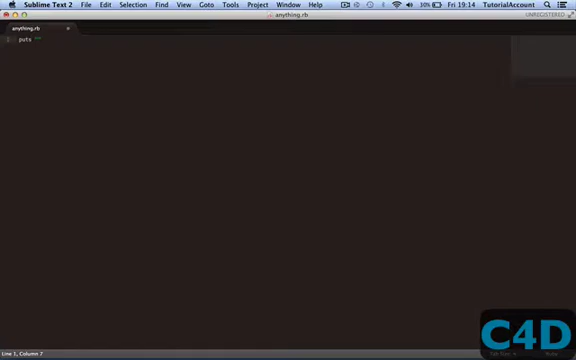 Sublime Text 2 File Edit Selection Find View Goto Tools Project Window Help 30% Fri 19:14 TutorialAccount
anything.rb UNREGISTERED
anything.rb
1 puts ""
Line 1, Column 7
C4D